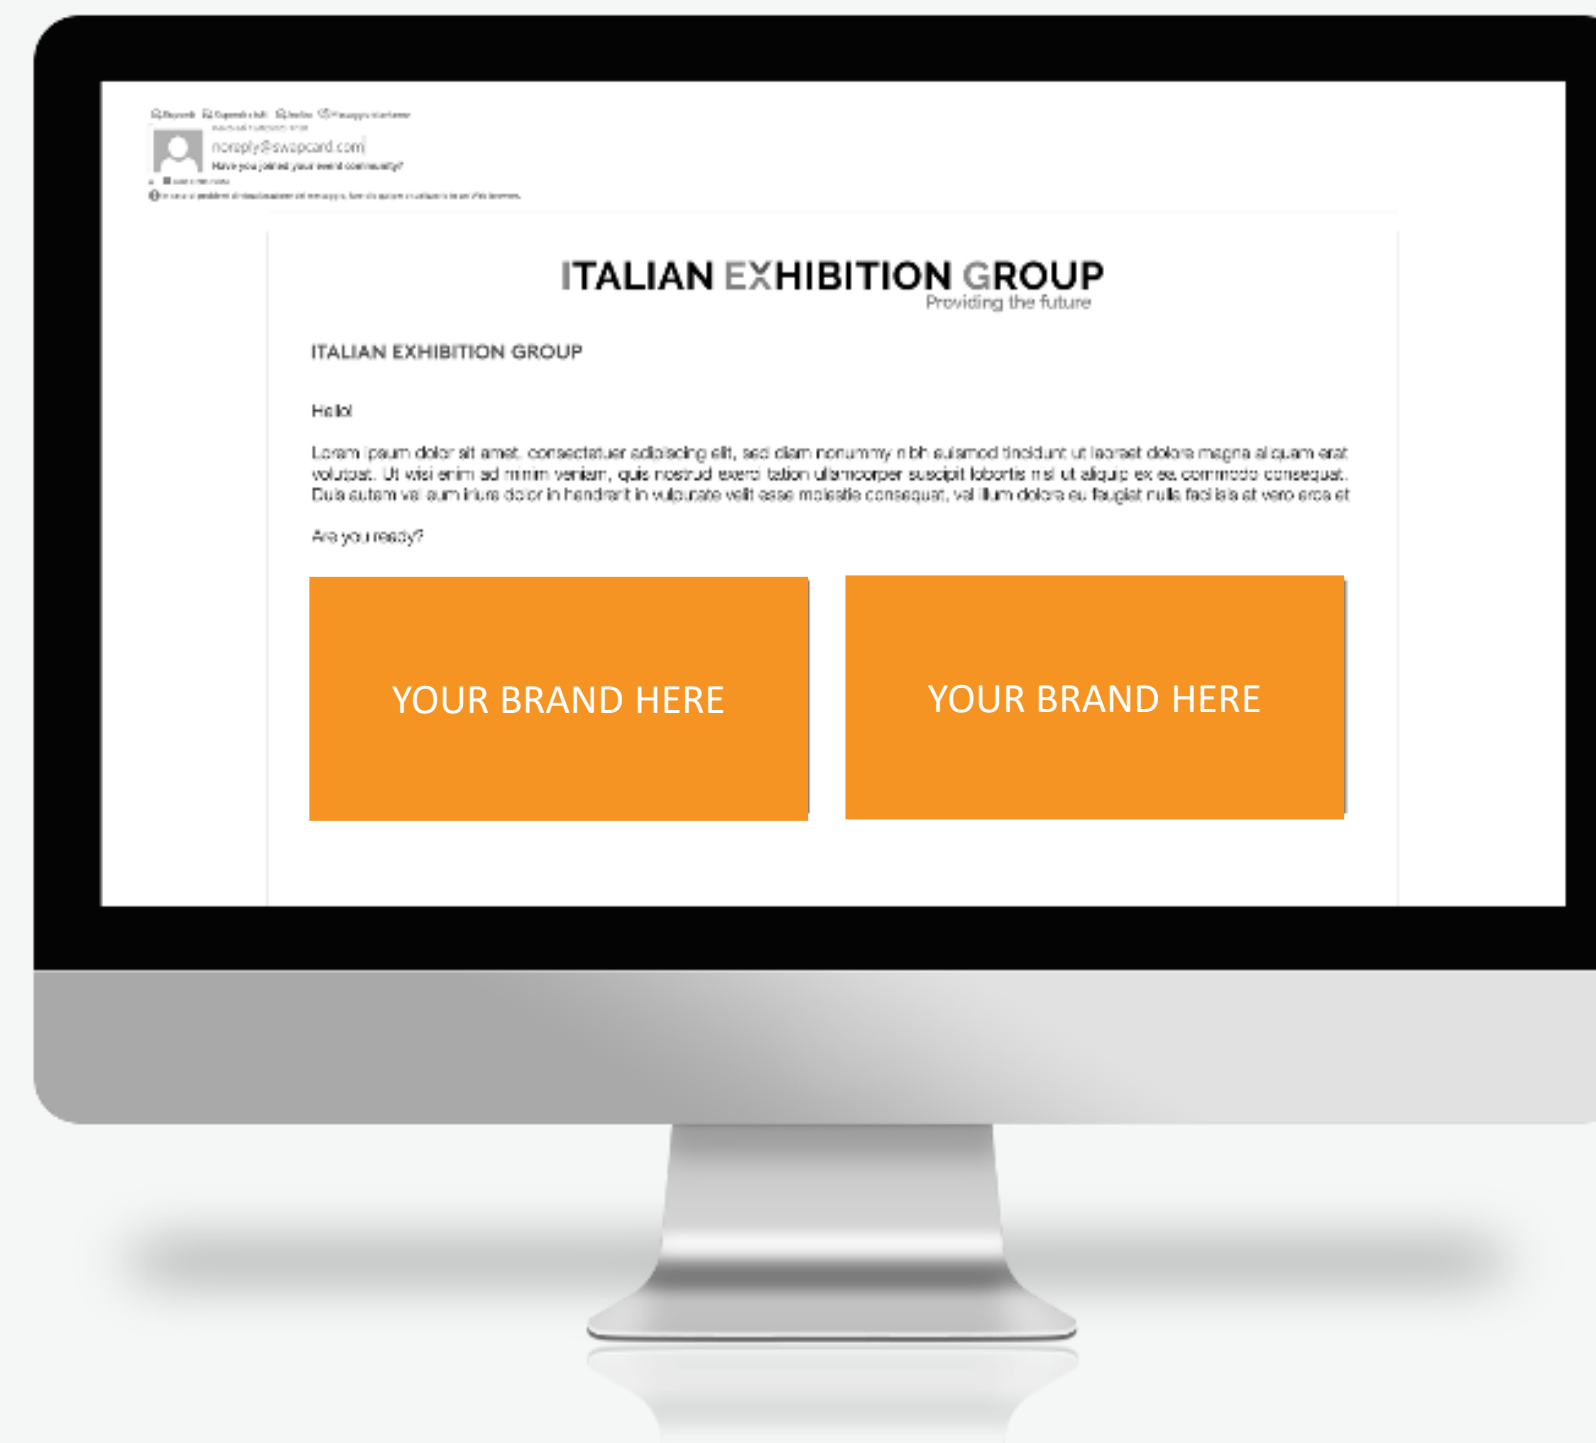 noreply@swapcard.com
Have you joined your event community?
ITALIAN EXHIBITION GROUP
Providing the future
ITALIAN EXHIBITION GROUP
Hello!
Lorem ipsum dolor sit amet, consectetuer adipiscing elit, sed diam nonummy nibh euismod tincidunt ut laoreet dolore magna aliquam erat
volutpat. Ut wisi enim ad minim veniam, quis nostrud exerci tation ullamcorper suscipit lobortis nisl ut aliquip ex ea commodo consequat.
Duis autem vel eum iriure dolor in hendrerit in vulputate velit esse molestie consequat, vel illum dolore eu feugiat nulla facilisis at vero eros et
Are you ready?
YOUR BRAND HERE
YOUR BRAND HERE